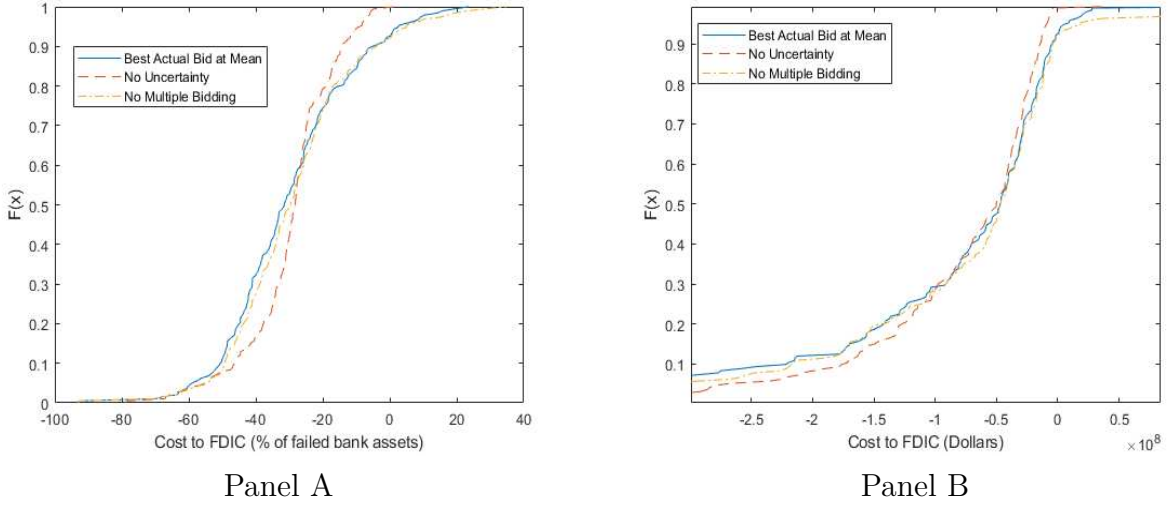 1
0.9
0.8
0.7
0.6
0.5
0.4
0.3
0.2
0.1
0
F(x)
Best Actual Bid at Mean
No Uncertainty
No Multiple Bidding
-100 -80 -60 -40 -20 0 20 40
Cost to FDIC (% of failed bank assets)
Panel A
0.9
0.8
0.7
0.6
0.5
0.4
0.3
0.2
0.1
F(x)
Best Actual Bid at Mean
No Uncertainty
No Multiple Bidding
-2 -1.5 -1 -0.5 0 0.5
×10^8
Cost to FDIC (Dollars)
Panel B